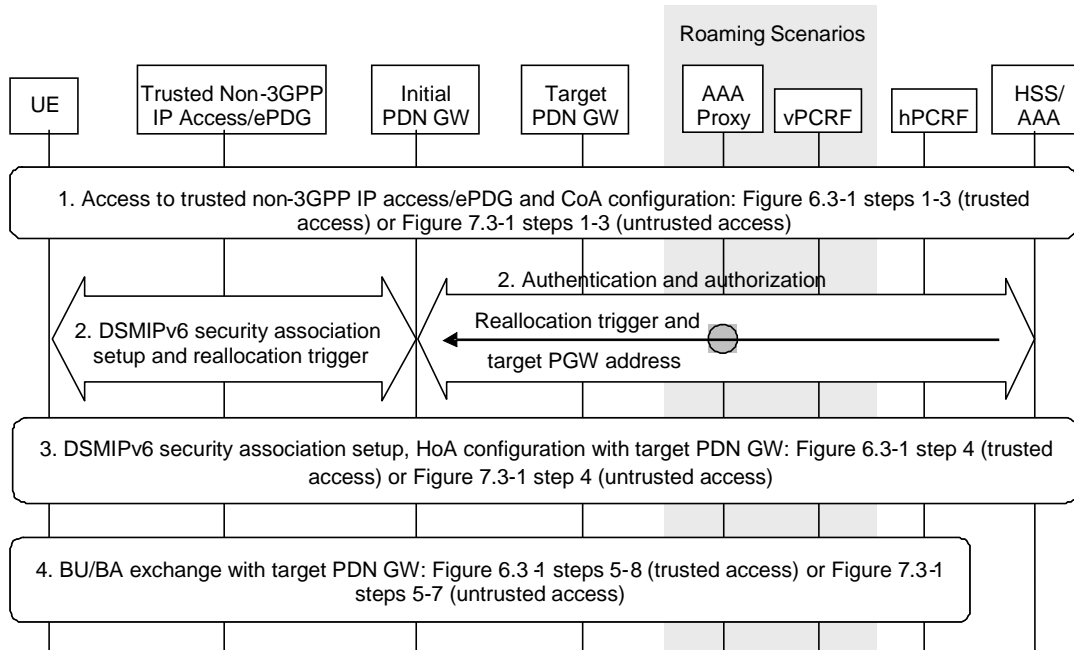 Roaming Scenarios
UE
Trusted Non-3GPP
IP Access/ePDG
Initial
PDN GW
Target
PDN GW
AAA
Proxy
vPCRF
hPCRF
HSS/
AAA
1. Access to trusted non-3GPP IP access/ePDG and CoA configuration: Figure 6.3-1 steps 1-3 (trusted
access) or Figure 7.3-1 steps 1-3 (untrusted access)
2. Authentication and authorization
2. DSMIPv6 security association
setup and reallocation trigger
Reallocation trigger and
target PGW address
3. DSMIPv6 security association setup, HoA configuration with target PDN GW: Figure 6.3-1 step 4 (trusted
access) or Figure 7.3-1 step 4 (untrusted access)
4. BU/BA exchange with target PDN GW: Figure 6.3-1 steps 5-8 (trusted access) or Figure 7.3-1
steps 5-7 (untrusted access)